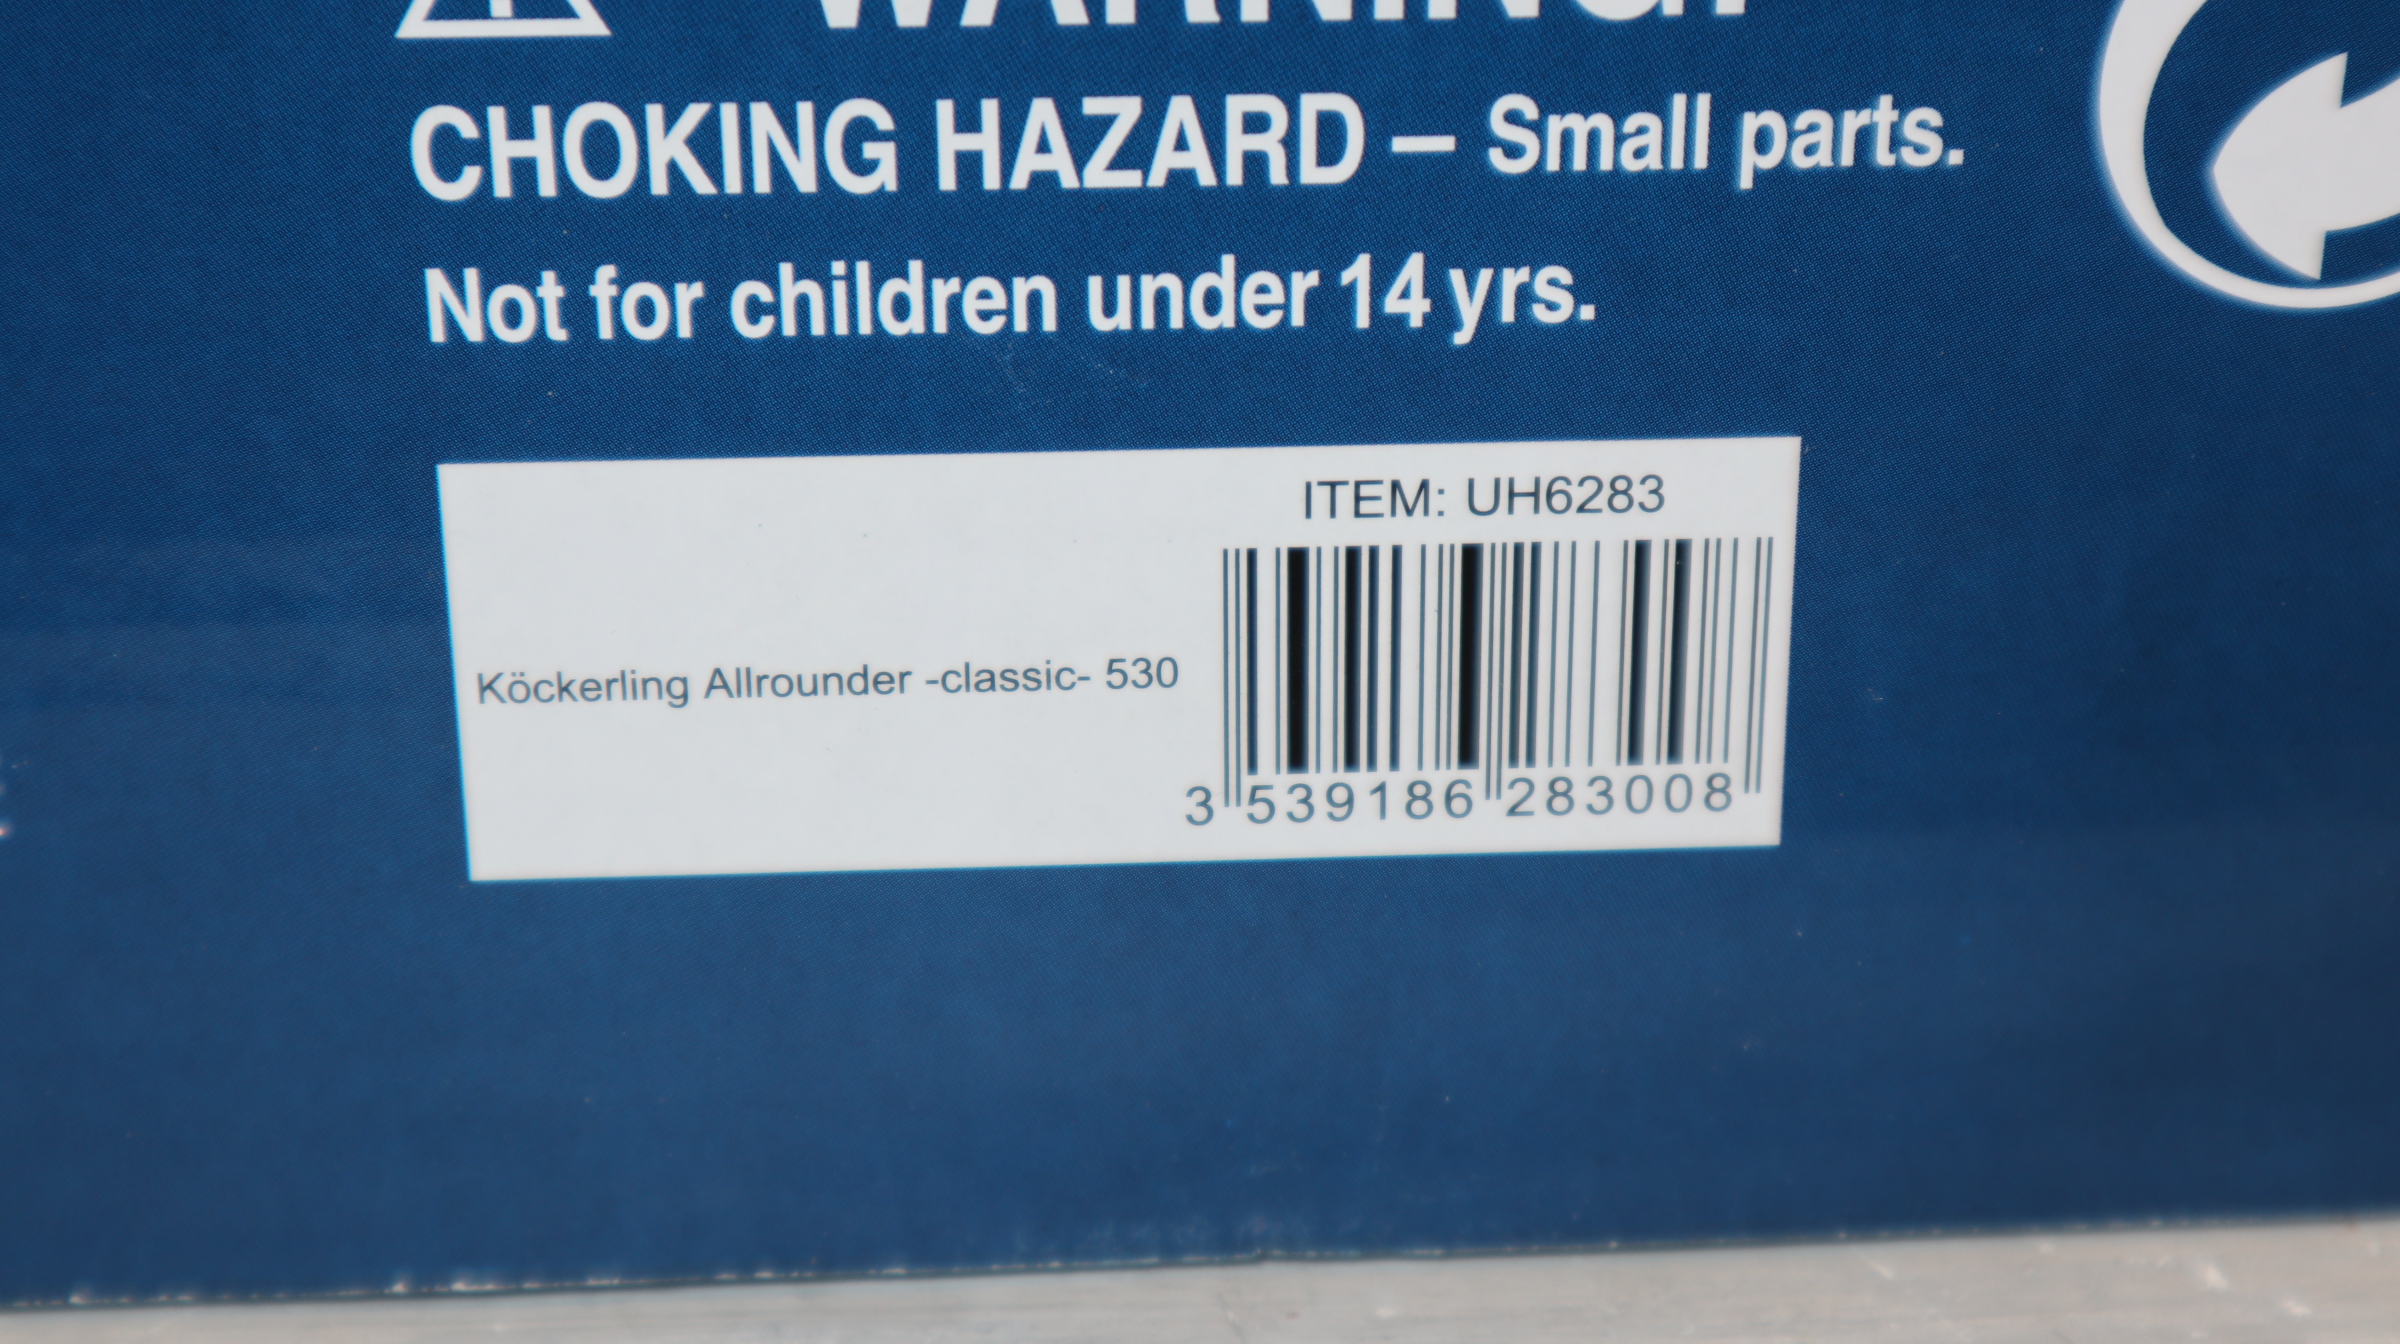 WARNING!
CHOKING HAZARD – Small parts.
Not for children under 14 yrs.
ITEM: UH6283
Köckerling Allrounder -classic- 530
3 539186 283008